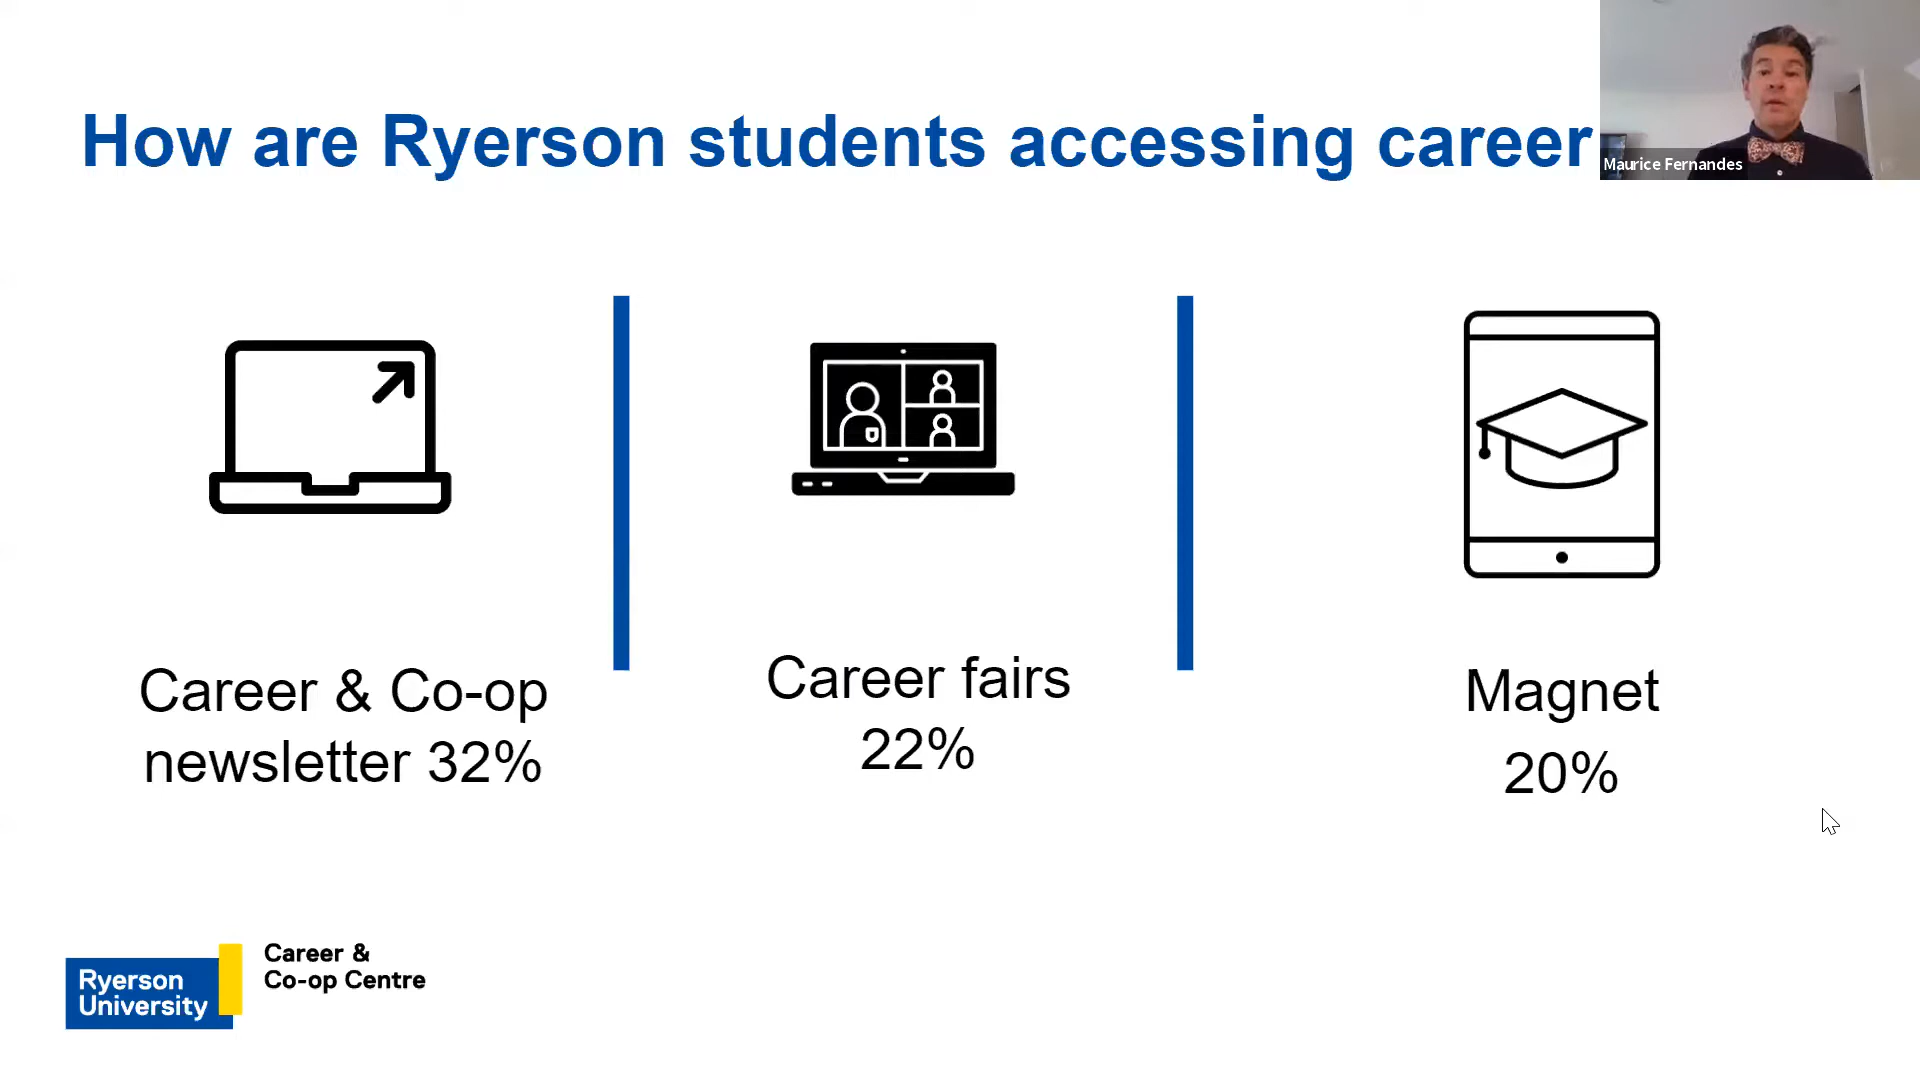 How are Ryerson students accessing career
Maurice Fernandes
Career & Co-op
newsletter 32%
Career fairs
22%
Magnet
20%
Ryerson
University
Career &
Co-op Centre